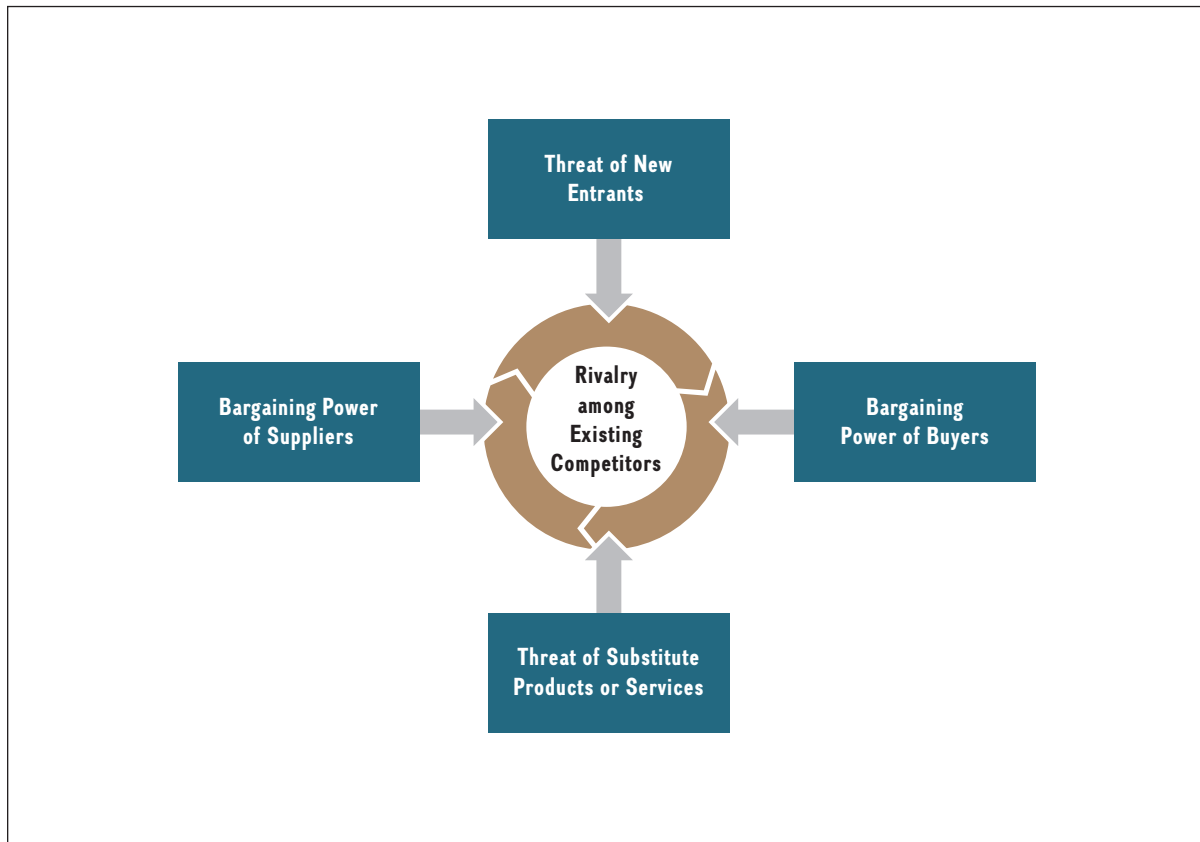 Threat of New
Entrants
Bargaining Power
of Suppliers
Rivalry
among
Existing
Competitors
Bargaining
Power of Buyers
Threat of Substitute
Products or Services